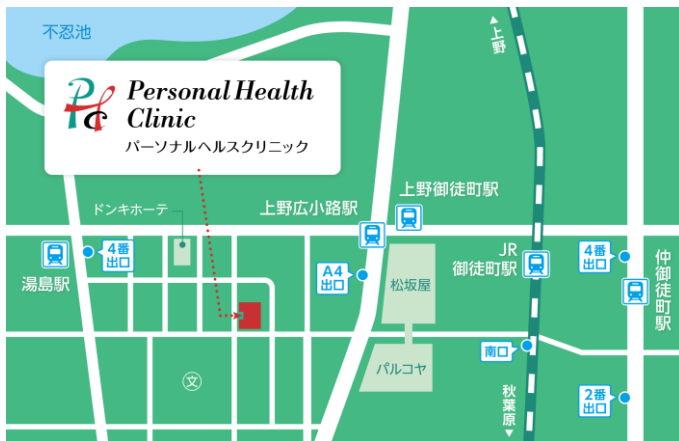 不忍池
▲上野
PHC
Personal Health
Clinic
パーソナルヘルスクリニック
ドンキホーテ
上野広小路駅
上野御徒町駅
4番
出口
湯島駅
A4
出口
松坂屋
JR
御徒町駅
4番
出口
仲御徒町駅
南口
パルコヤ
文
秋葉原▼
2番
出口